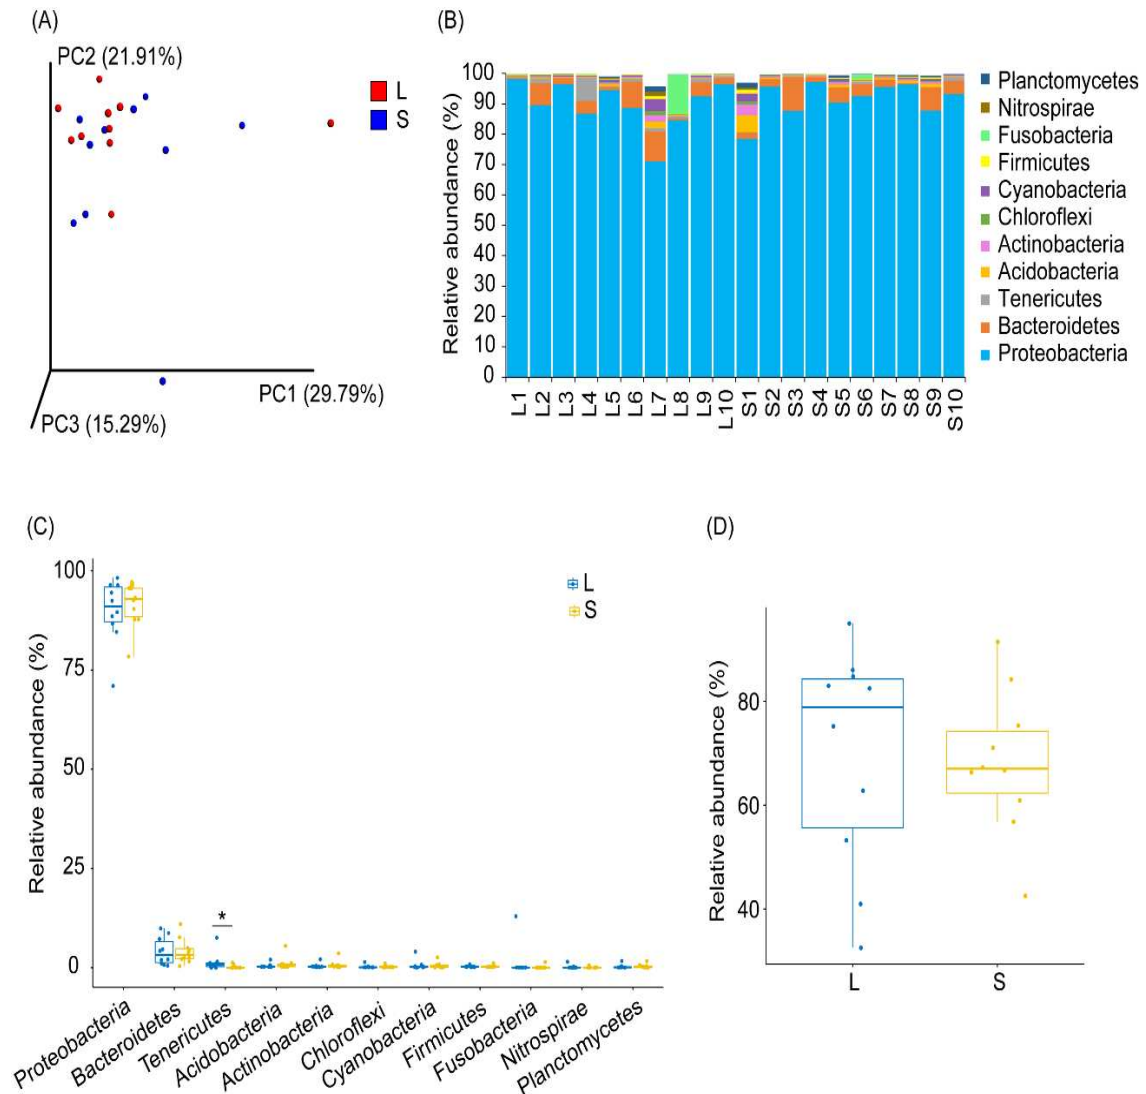 (A)
PC2 (21.91%)
L
S
PC1 (29.79%)
PC3 (15.29%)
(B)
Relative abundance (%)
100
90
80
70
60
50
40
30
20
10
0
L1 L2 L3 L4 L5 L6 L7 L8 L9 L10 S1 S2 S3 S4 S5 S6 S7 S8 S9 S10
Planctomycetes
Nitrospirae
Fusobacteria
Firmicutes
Cyanobacteria
Chloroflexi
Actinobacteria
Acidobacteria
Tenericutes
Bacteroidetes
Proteobacteria
(C)
Relative abundance (%)
100
75
50
25
0
L
S
*
Proteobacteria
Bacteroidetes
Tenericutes
Acidobacteria
Actinobacteria
Chloroflexi
Cyanobacteria
Firmicutes
Fusobacteria
Nitrospirae
Planctomycetes
(D)
Relative abundance (%)
80
60
40
L S